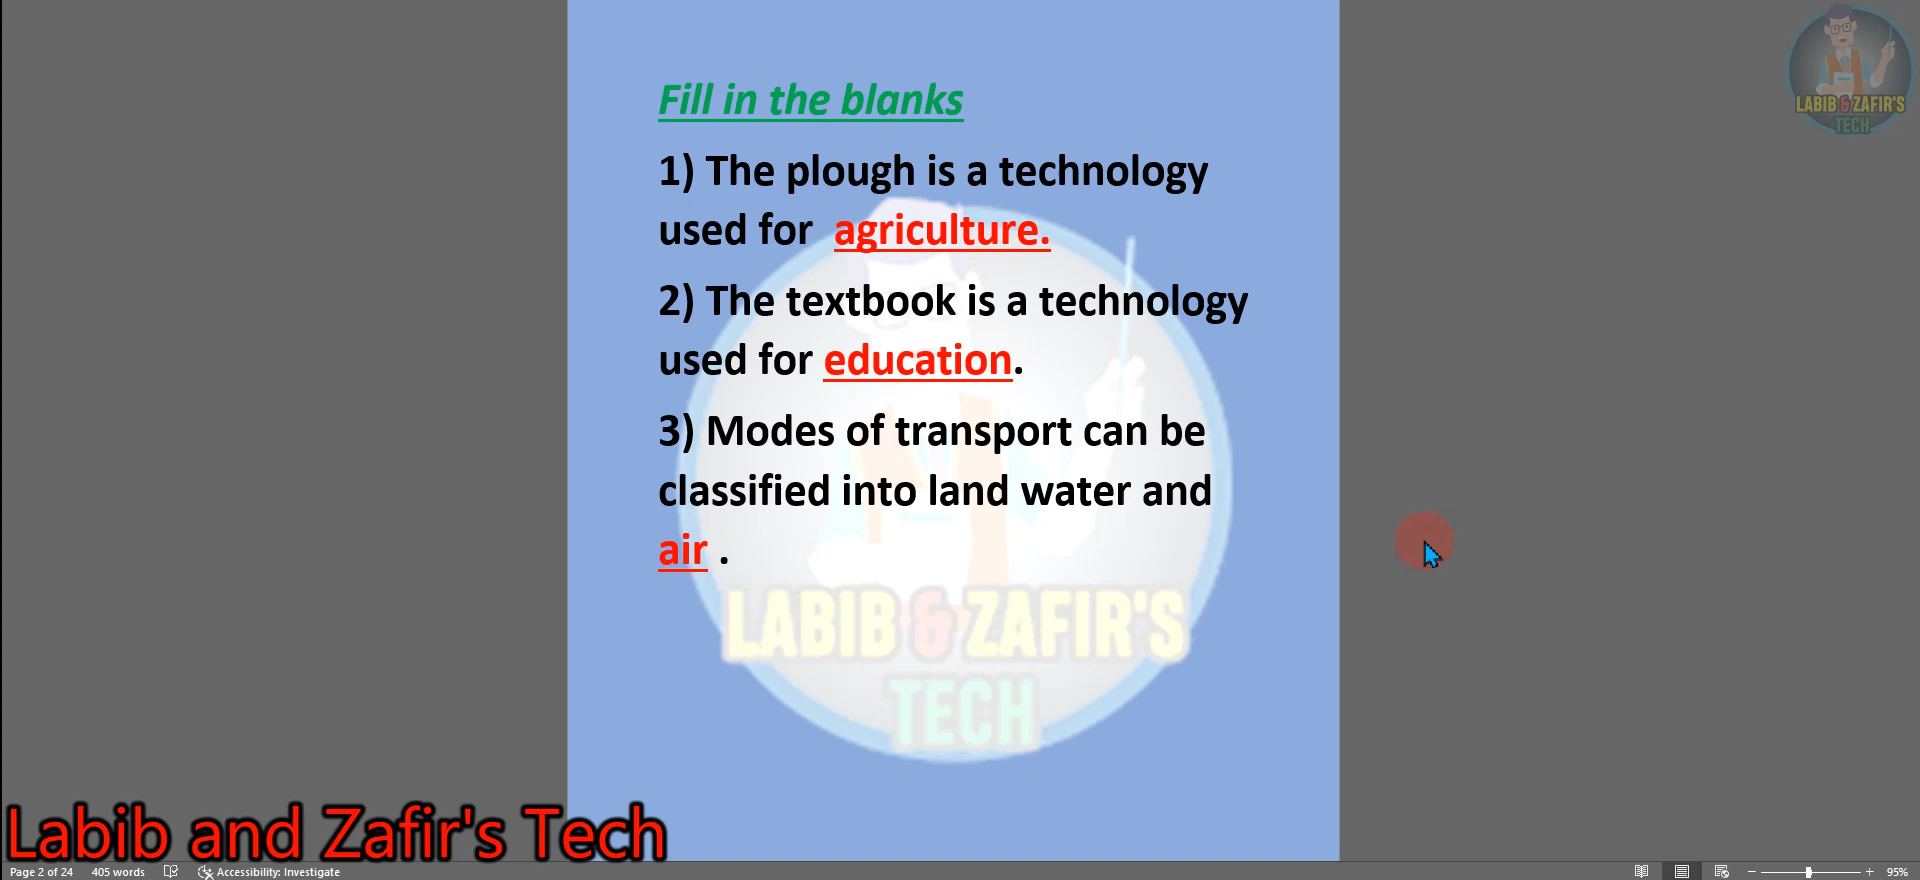 Fill in the blanks
1) The plough is a technology
used for agriculture.
2) The textbook is a technology
used for education.
3) Modes of transport can be
classified into land water and
air .
LABIB & ZAFIR'S
TECH
LABIB & ZAFIR'S
TECH
Labib and Zafir's Tech
Page 2 of 24 405 words Accessibility: Investigate 95%